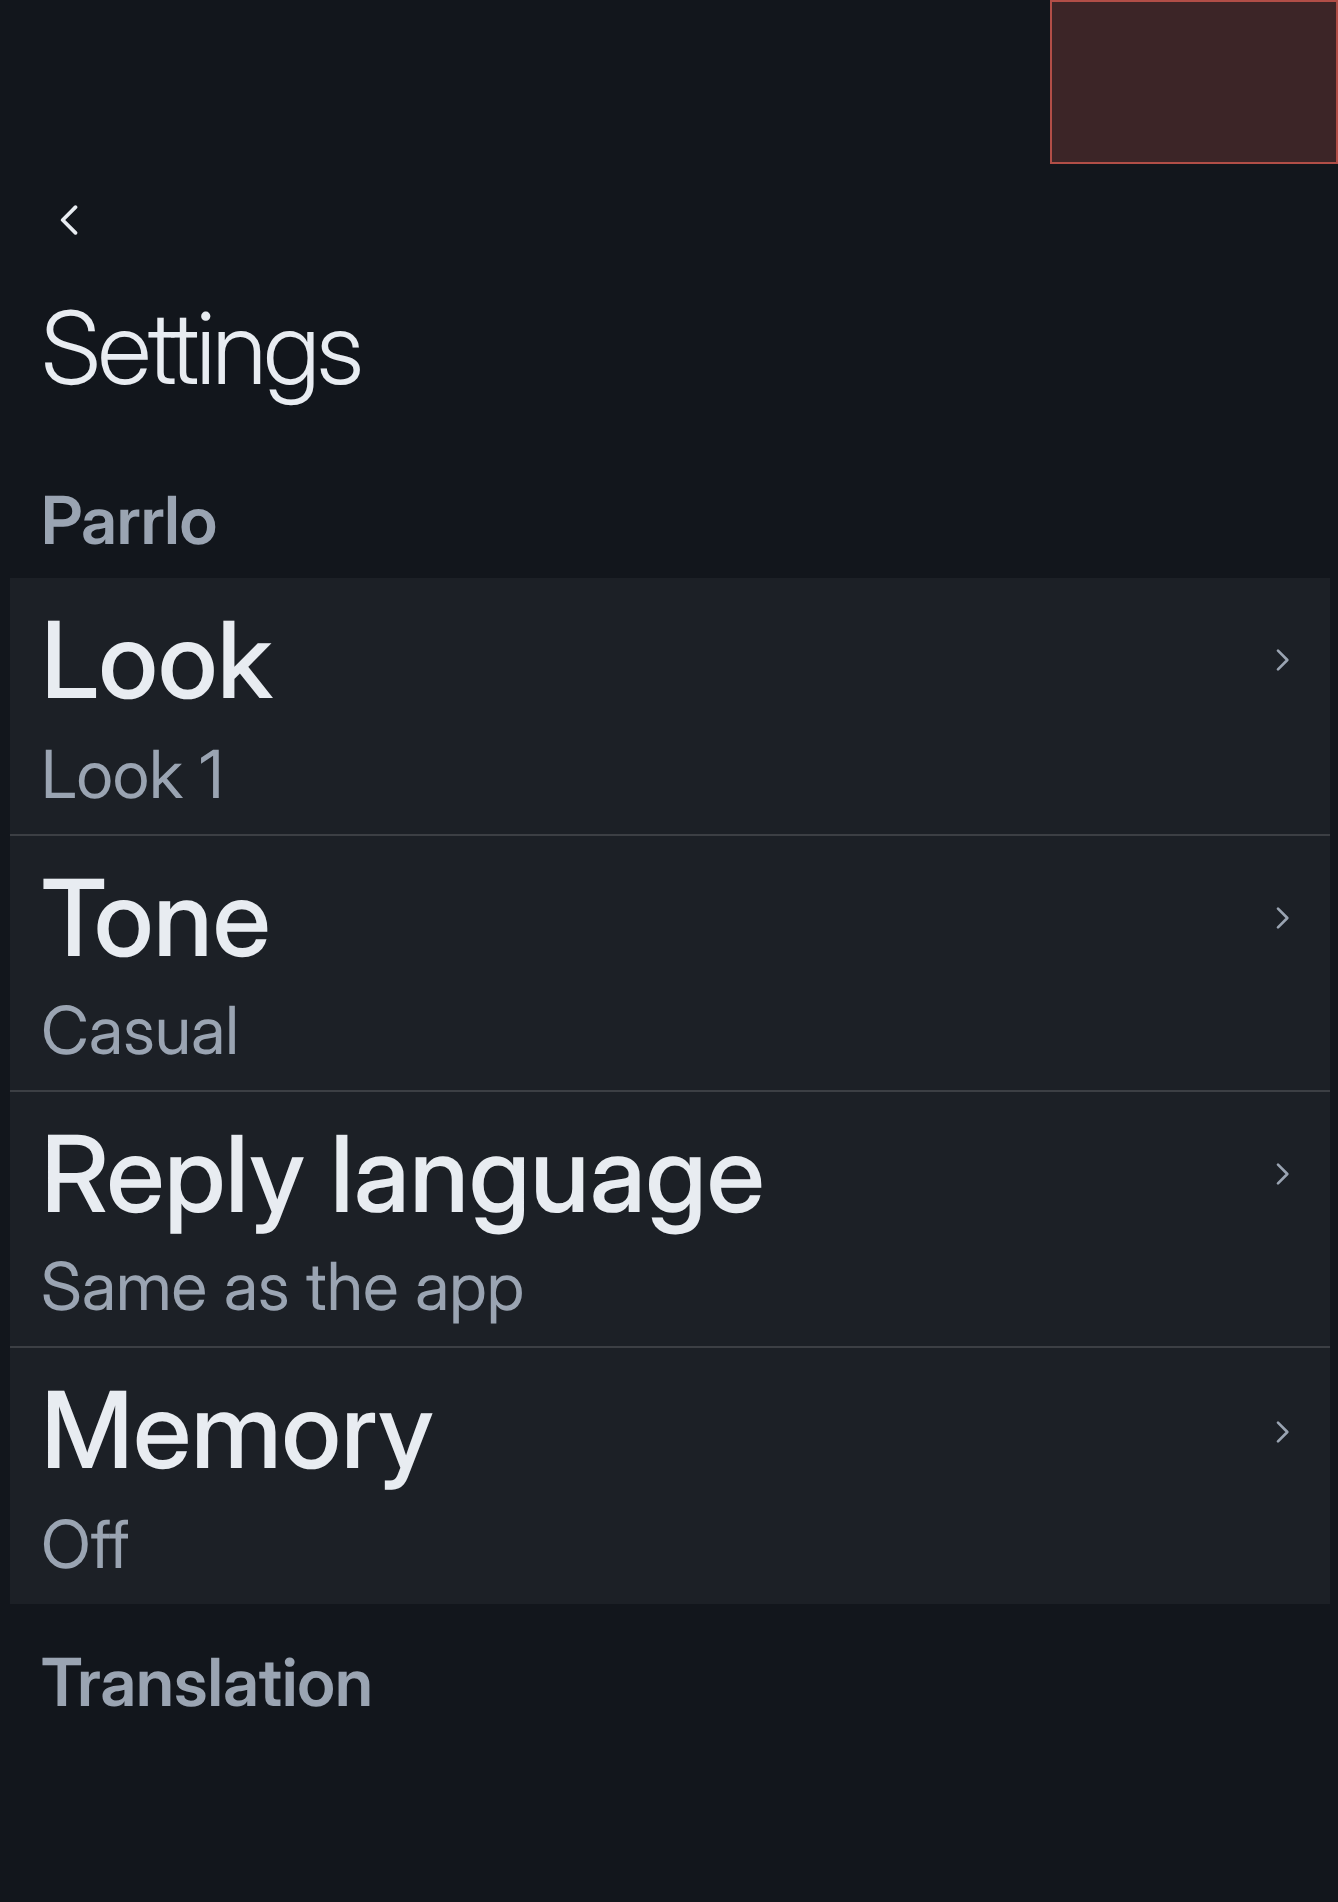 Settings
Parrlo
Look
Look 1
Tone
Casual
Reply language
Same as the app
Memory
Off
Translation